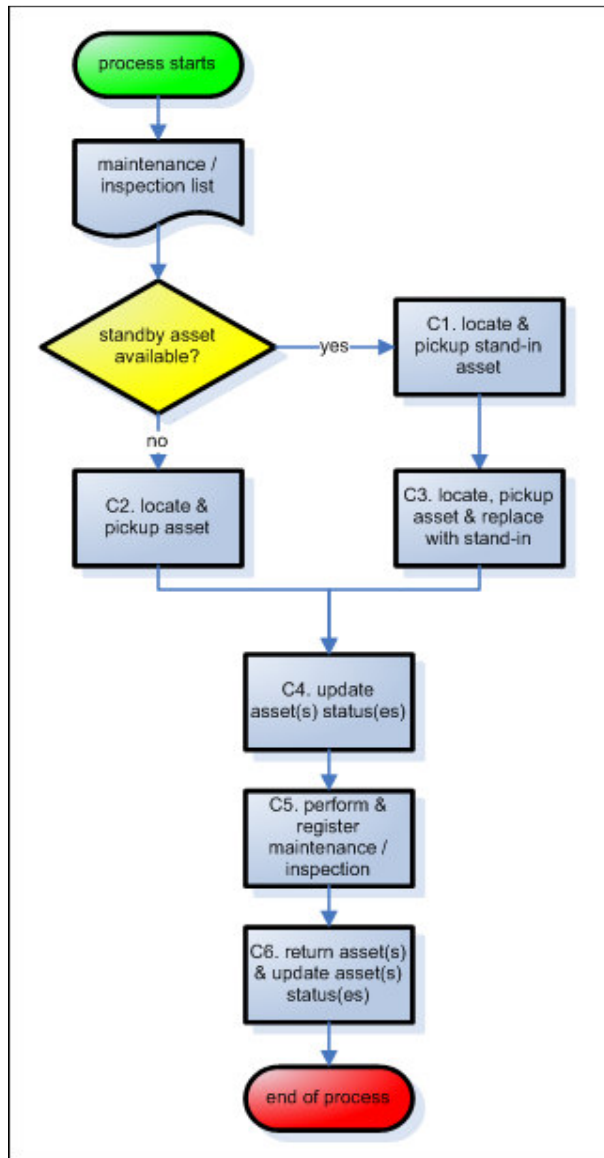 process starts
maintenance /
inspection list
standby asset
available?
yes
C1. locate &
pickup stand-in
asset
no
C2. locate &
pickup asset
C3. locate, pickup
asset & replace
with stand-in
C4. update
asset(s) status(es)
C5. perform &
register
maintenance /
inspection
C6. return asset(s)
& update asset(s)
status(es)
end of process